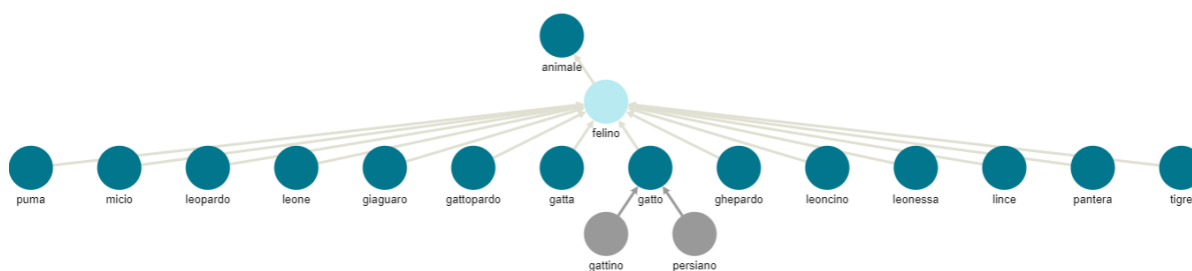 animale
felino
puma micio leopardo leone giaguaro gattopardo gatta gatto ghepardo leoncino leonessa lince pantera tigre
gattino persiano